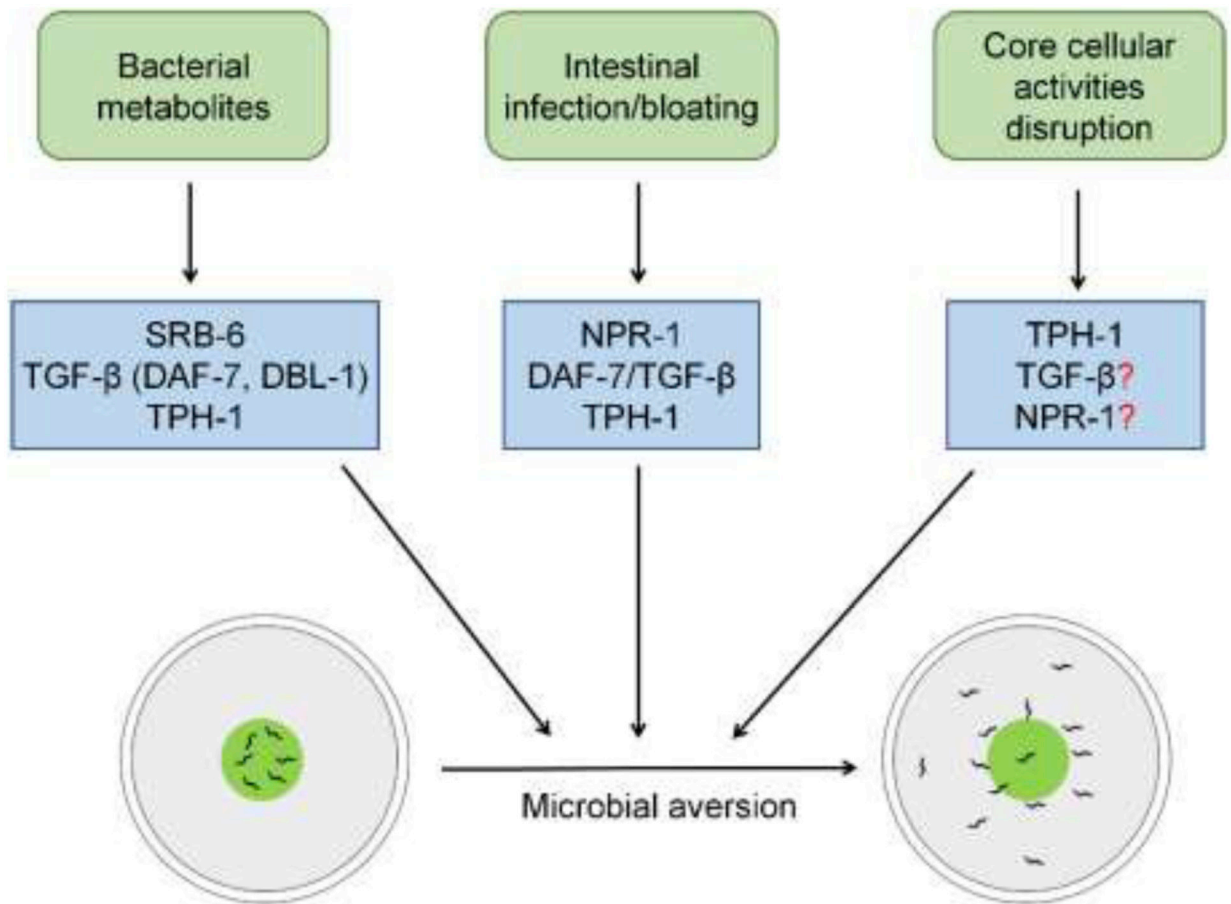 Bacterial
metabolites
Intestinal
infection/bloating
Core cellular
activities
disruption
SRB-6
TGF-β (DAF-7, DBL-1)
TPH-1
NPR-1
DAF-7/TGF-β
TPH-1
TPH-1
TGF-β?
NPR-1?
Microbial aversion